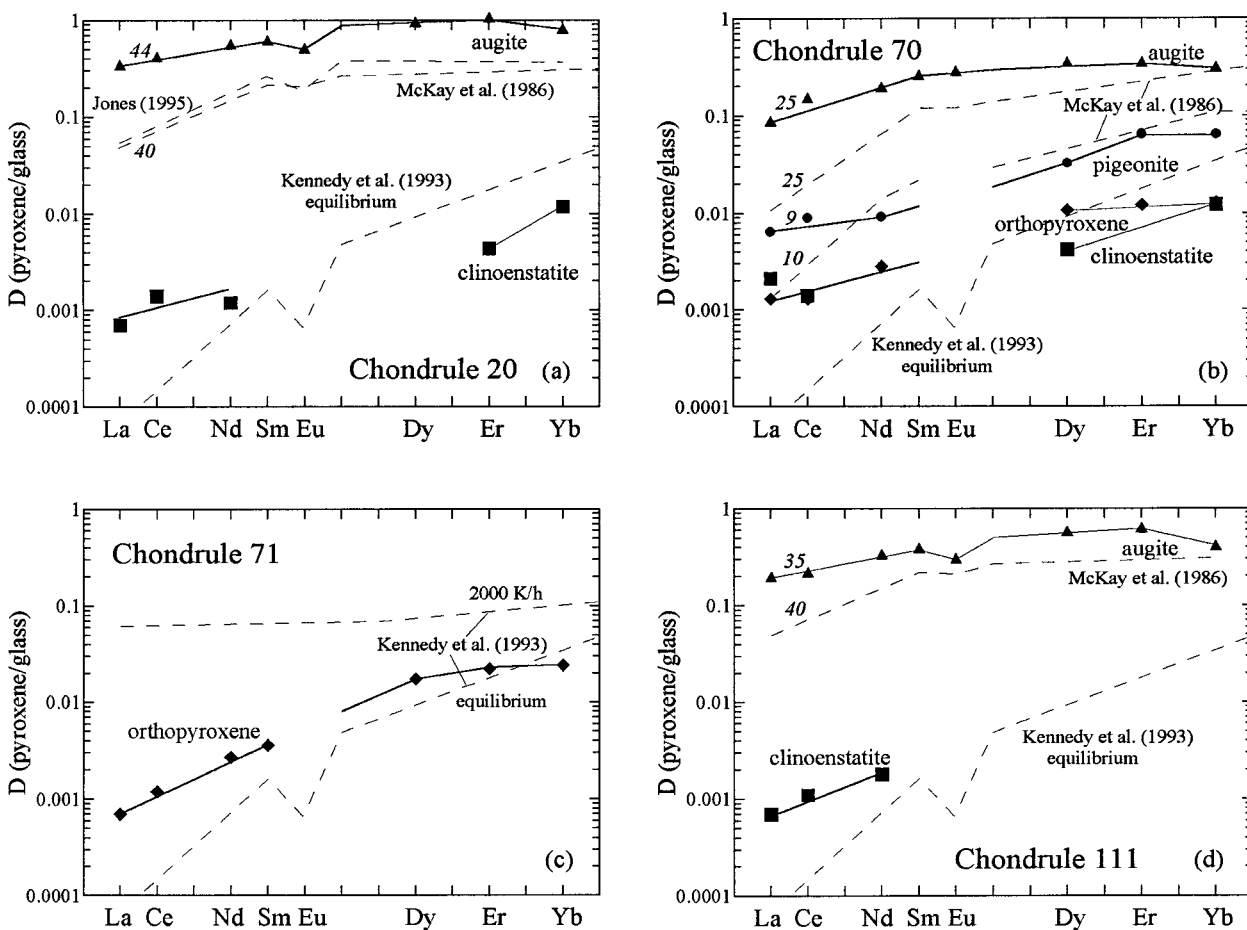 1
44
augite
Jones (1995)
McKay et al. (1986)
40
0.1
Kennedy et al. (1993)
equilibrium
0.01
clinoenstatite
0.001
Chondrule 20 (a)
0.0001
D (pyroxene/glass)
La Ce Nd Sm Eu Dy Er Yb
1
Chondrule 70
augite
25
McKay et al. (1986)
0.1
pigeonite
25
9
0.01
orthopyroxene
10
clinoenstatite
0.001
Kennedy et al. (1993)
equilibrium
(b)
0.0001
D (pyroxene/glass)
La Ce Nd Sm Eu Dy Er Yb
1
Chondrule 71
2000 K/h
0.1
Kennedy et al. (1993)
equilibrium
0.01
orthopyroxene
0.001
(c)
0.0001
D (pyroxene/glass)
La Ce Nd Sm Eu Dy Er Yb
1
35
augite
McKay et al. (1986)
40
0.1
0.01
Kennedy et al. (1993)
equilibrium
clinoenstatite
0.001
Chondrule 111 (d)
0.0001
D (pyroxene/glass)
La Ce Nd Sm Eu Dy Er Yb